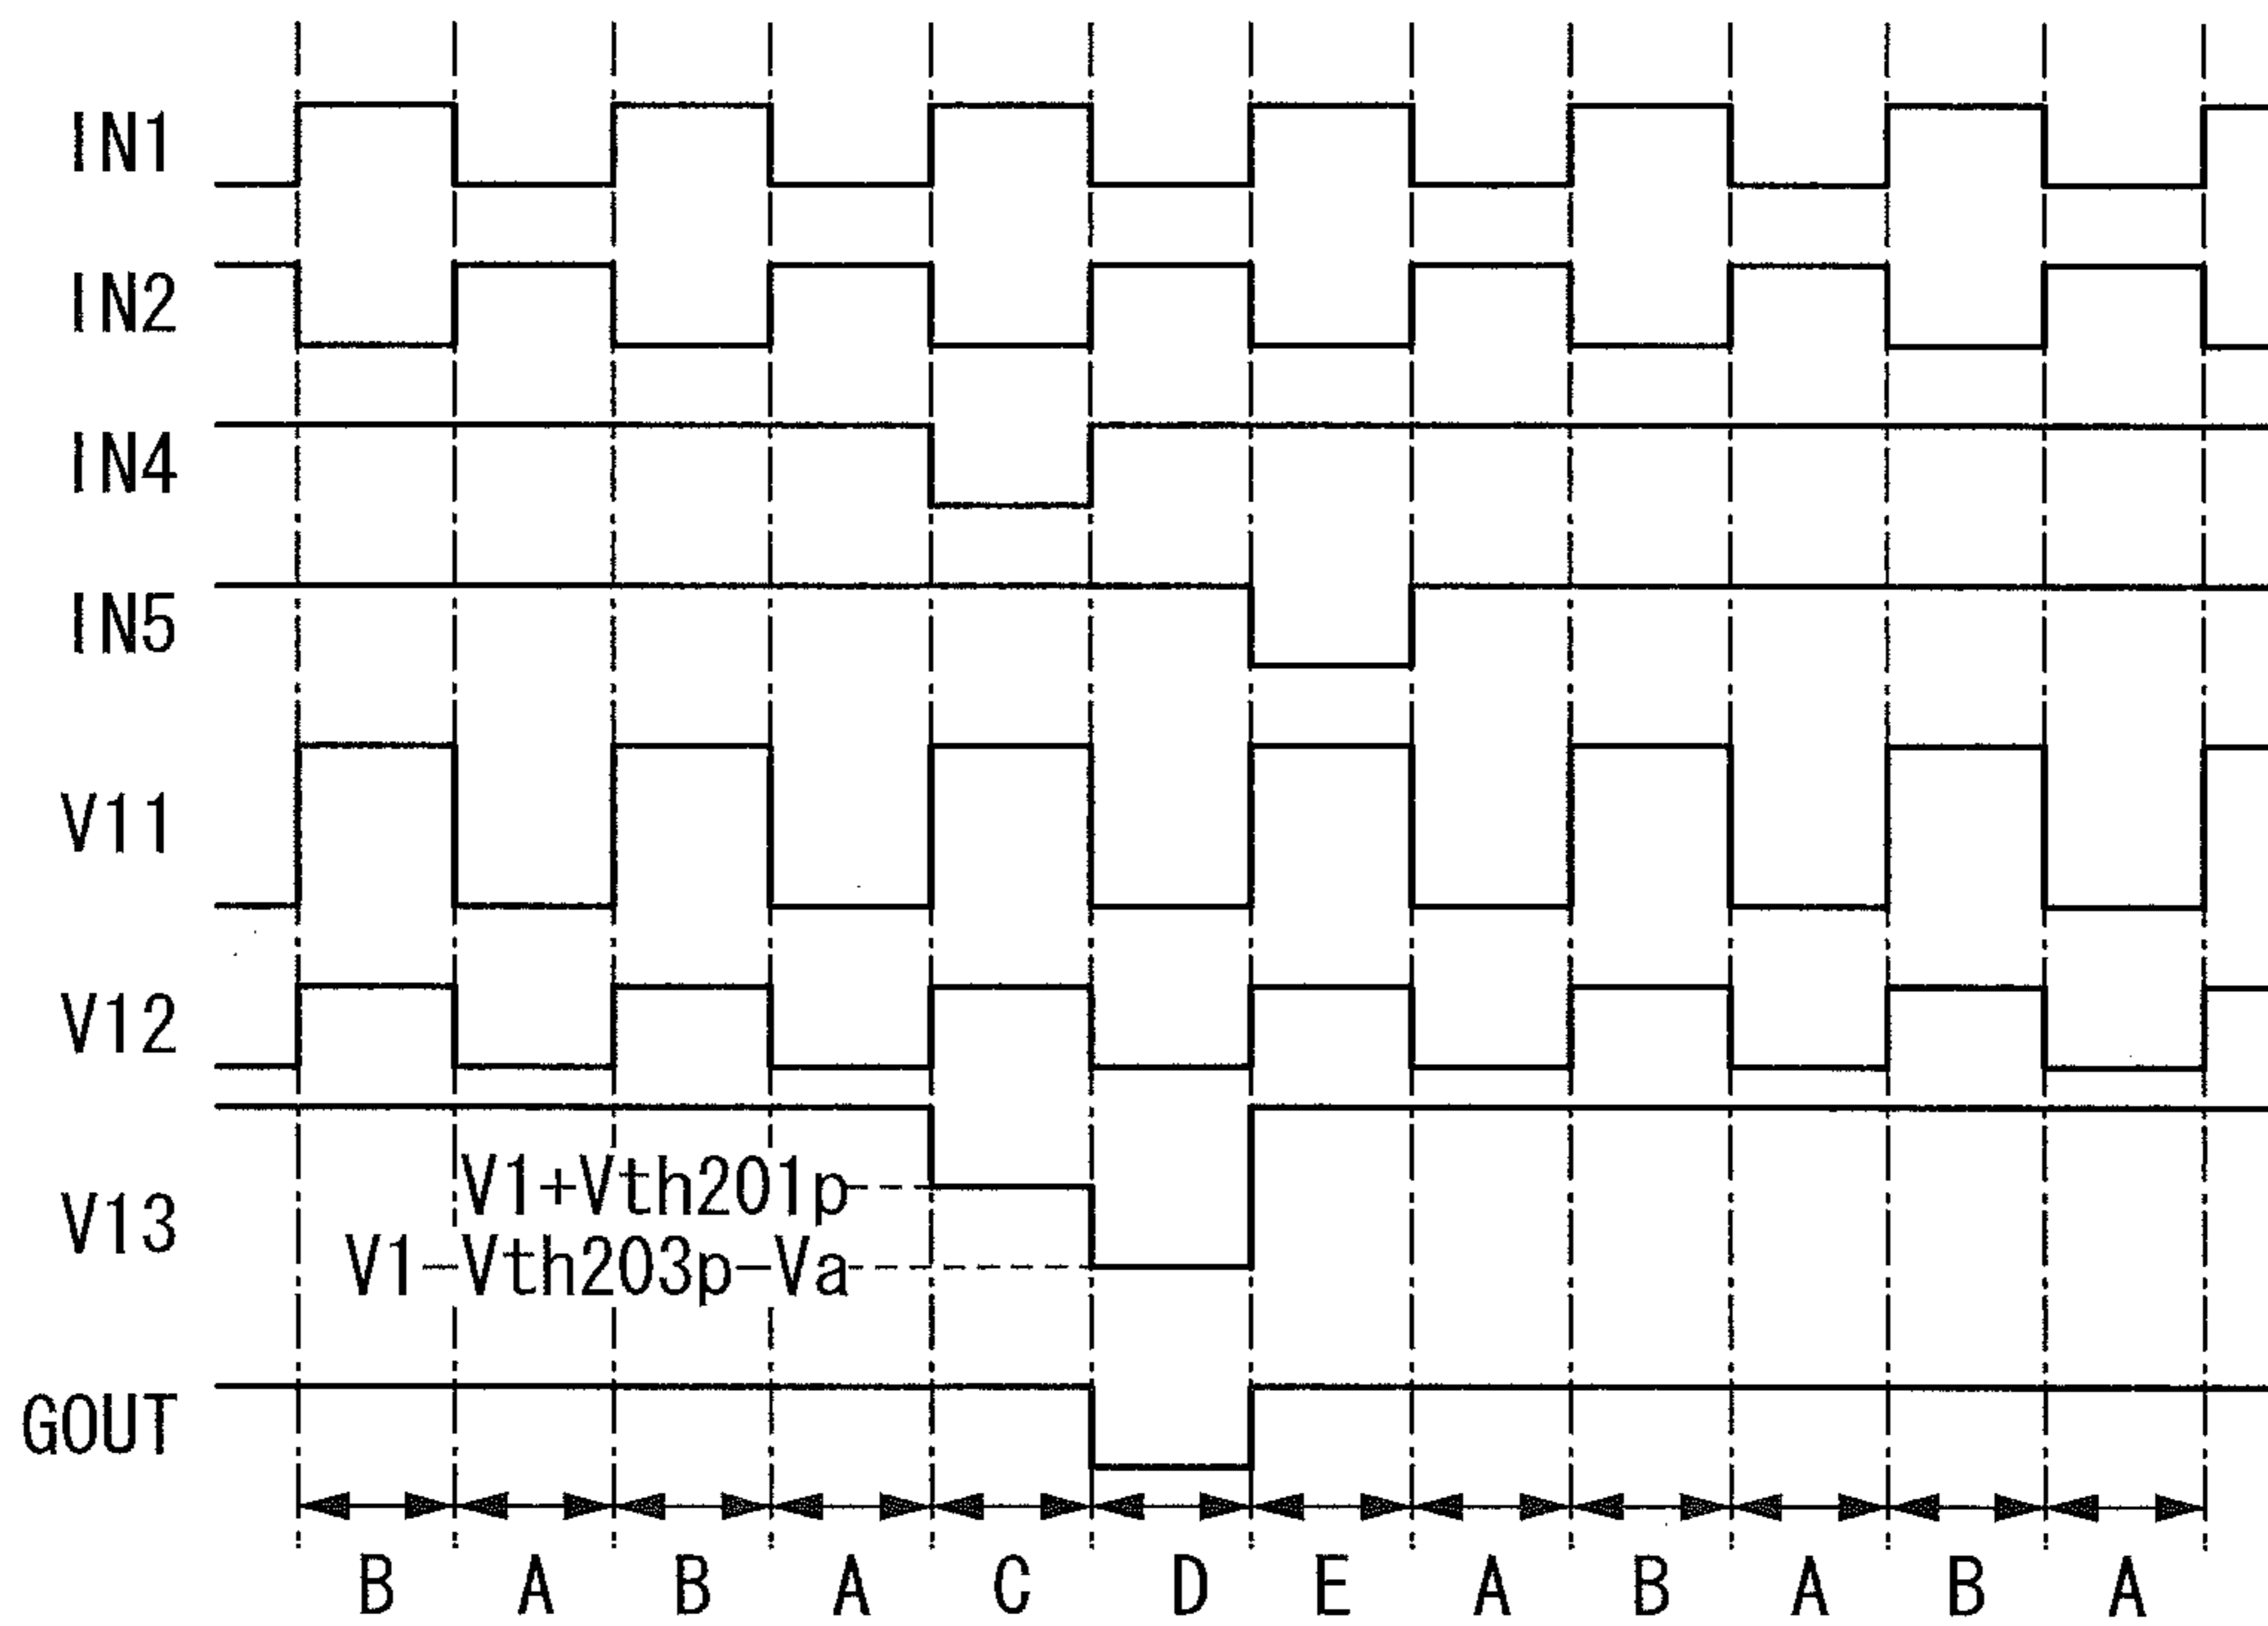 IN1
IN2
IN4
IN5
V11
V12
V13
V1+Vth201p
V1-Vth203p-Va
GOUT
B A B A C D E A B A B A